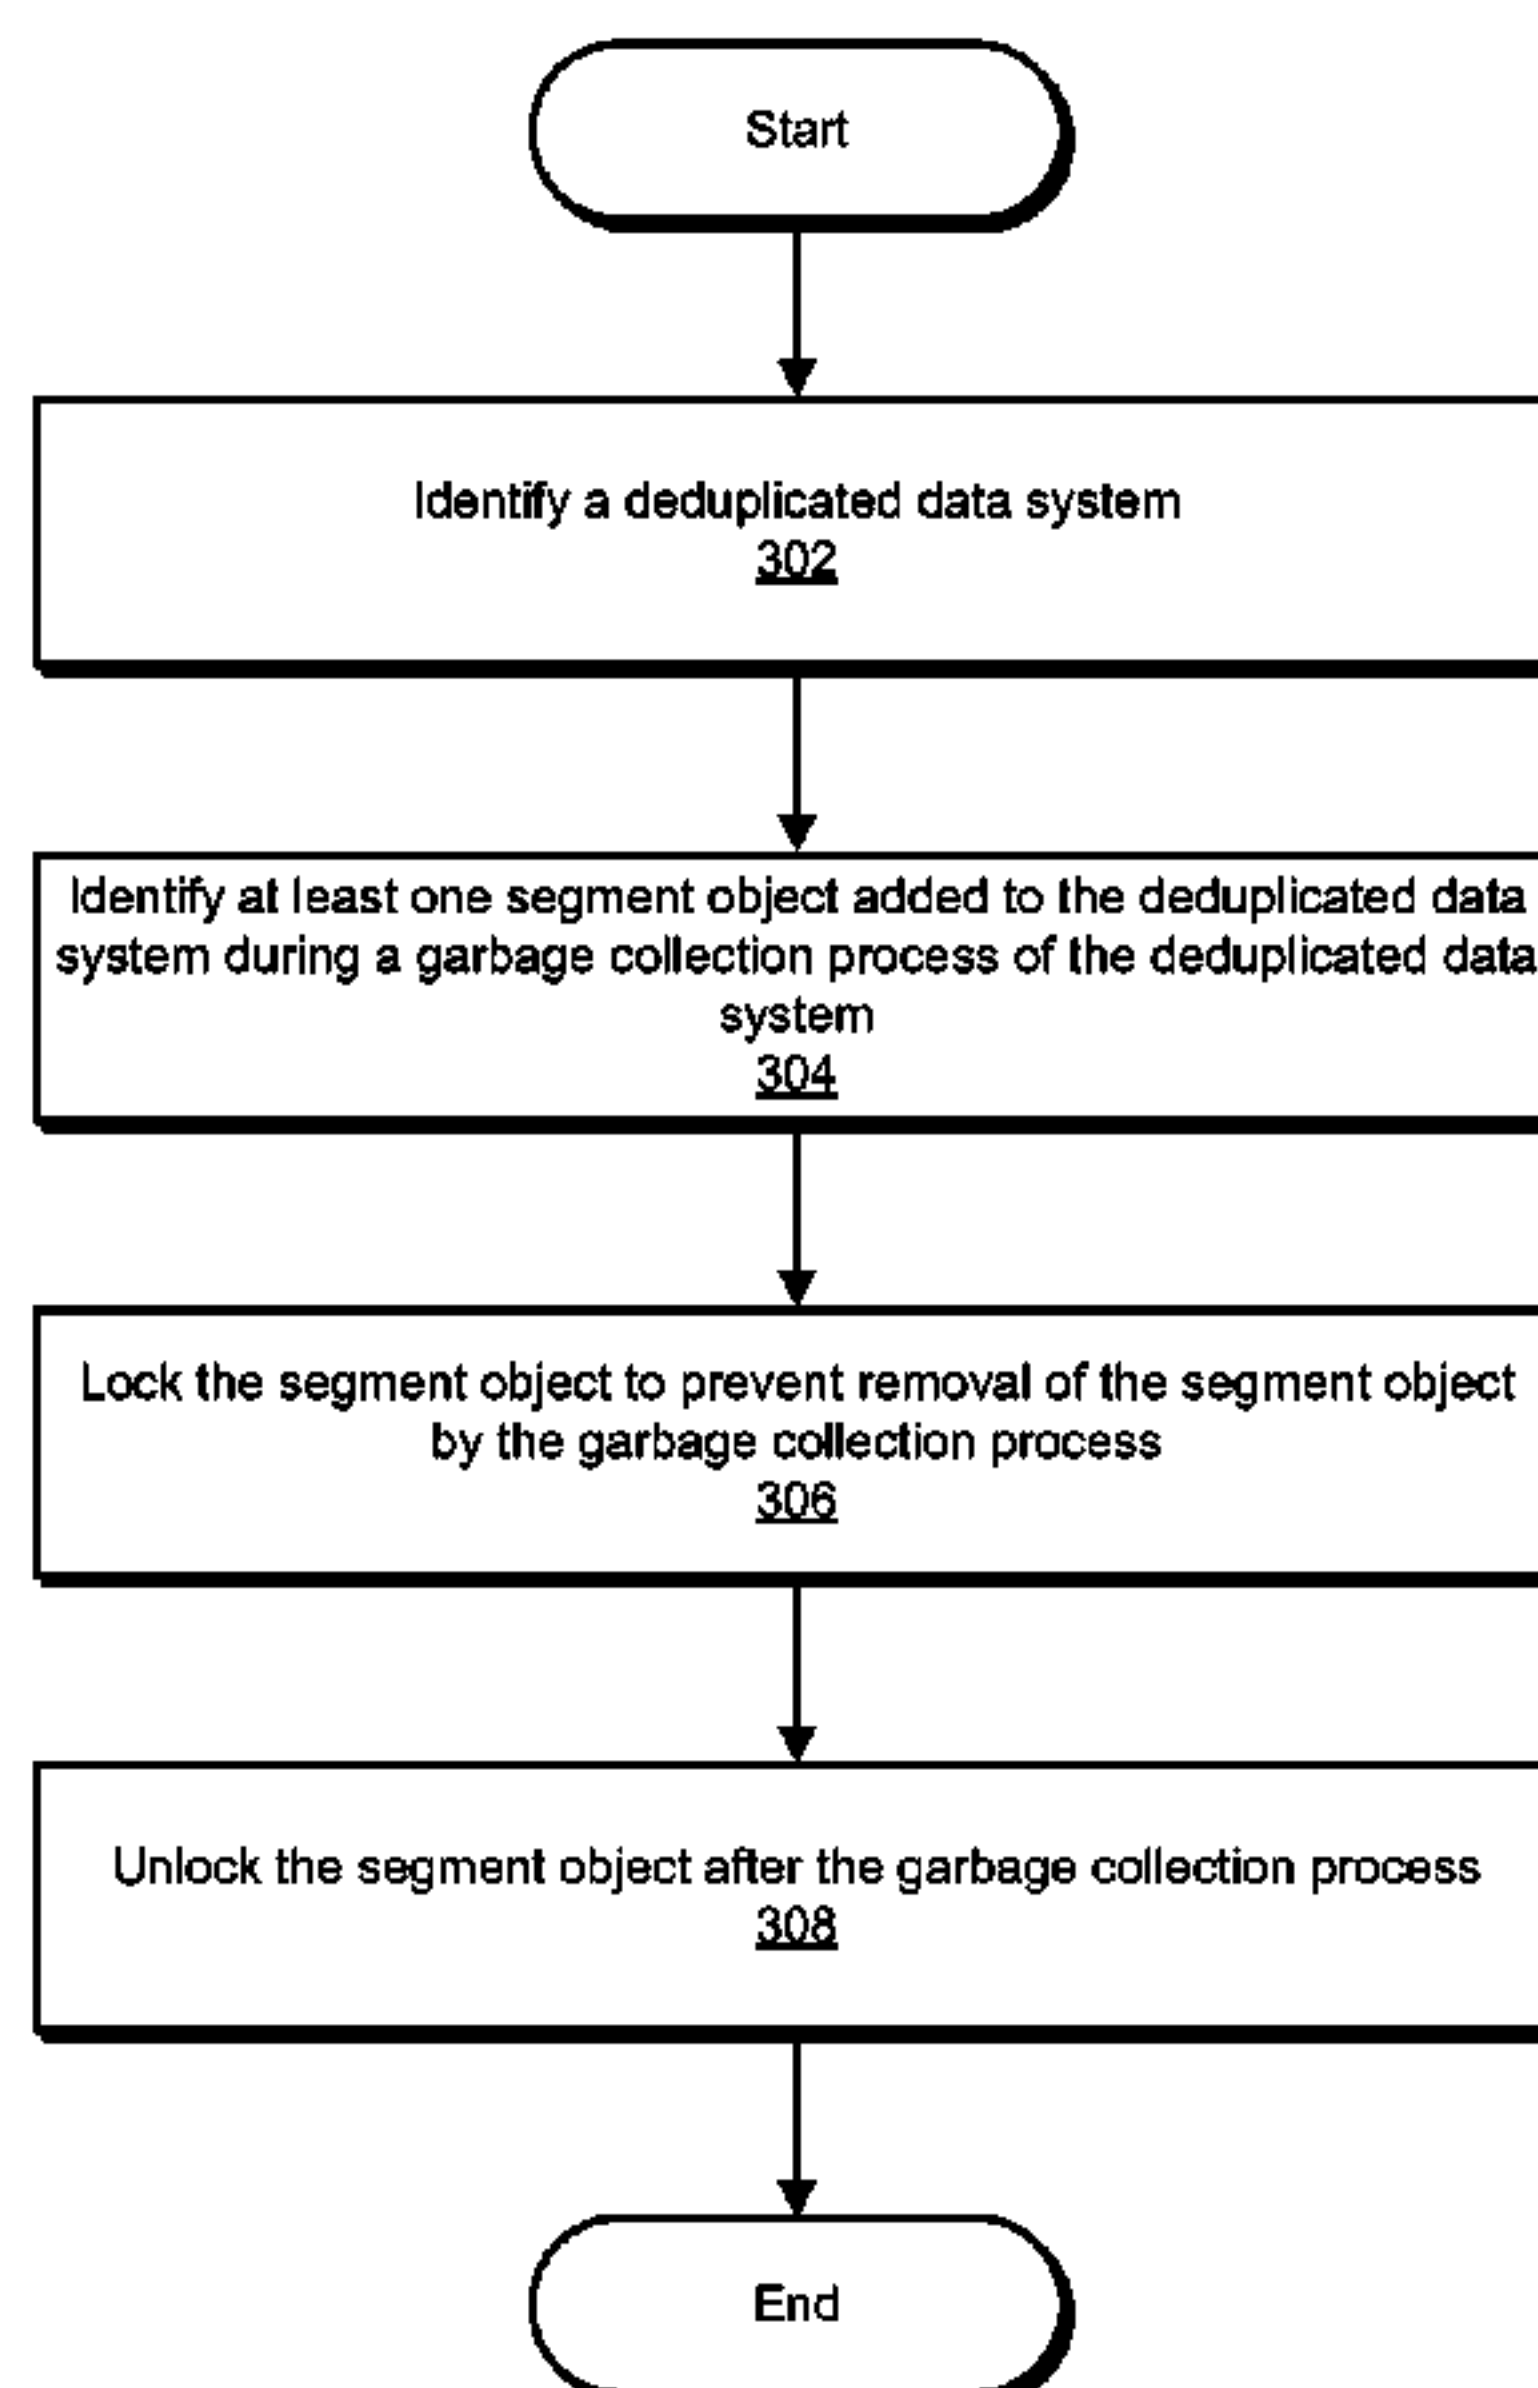 Start
Identify a deduplicated data system
302
Identify at least one segment object added to the deduplicated data
system during a garbage collection process of the deduplicated data
system
304
Lock the segment object to prevent removal of the segment object
by the garbage collection process
306
Unlock the segment object after the garbage collection process
308
End